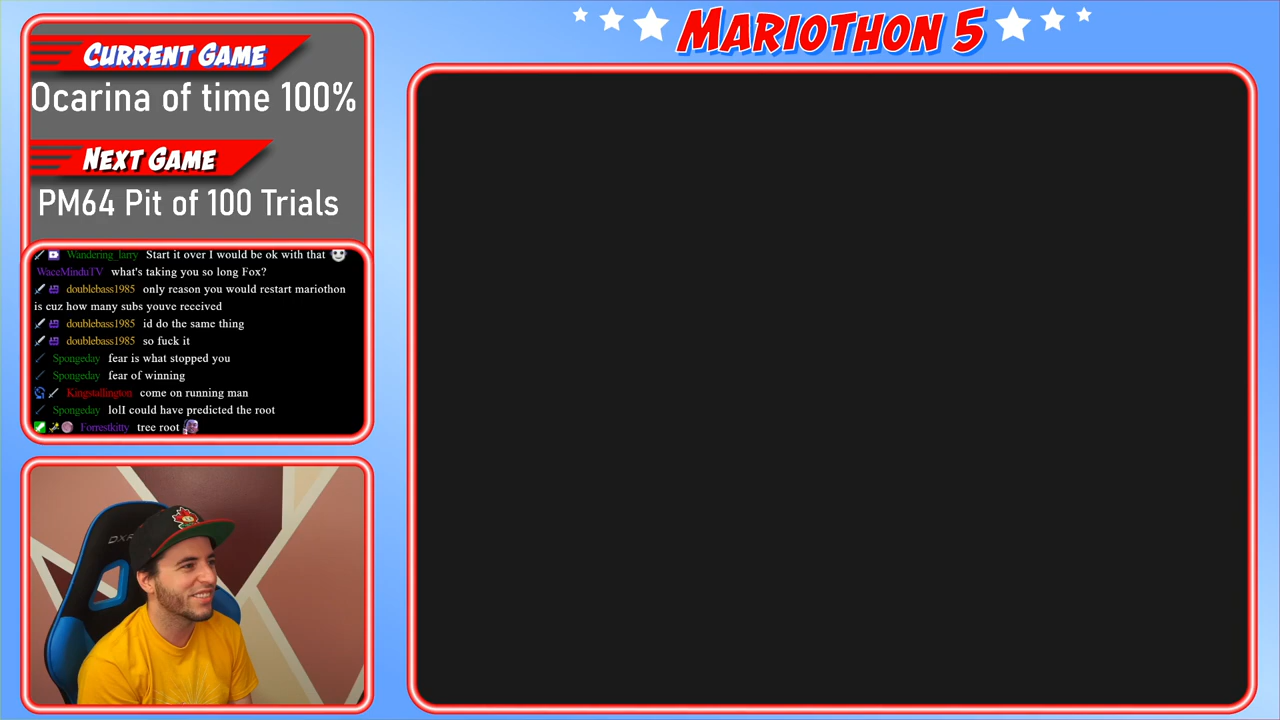 MARIOTHON 5
CURRENT GAME
Ocarina of time 100%
NEXT GAME
PM64 Pit of 100 Trials
Wandering_larry Start it over I would be ok with that
WaccMinduTV what's taking you so long Fox?
doublebass1985 only reason you would restart mariothon
is cuz how many subs youve received
doublebass1985 id do the same thing
doublebass1985 so fuck it
Spongeday fear is what stopped you
Spongeday fear of winning
Kingstallington come on running man
Spongeday lolI could have predicted the root
Forrestkitty tree root